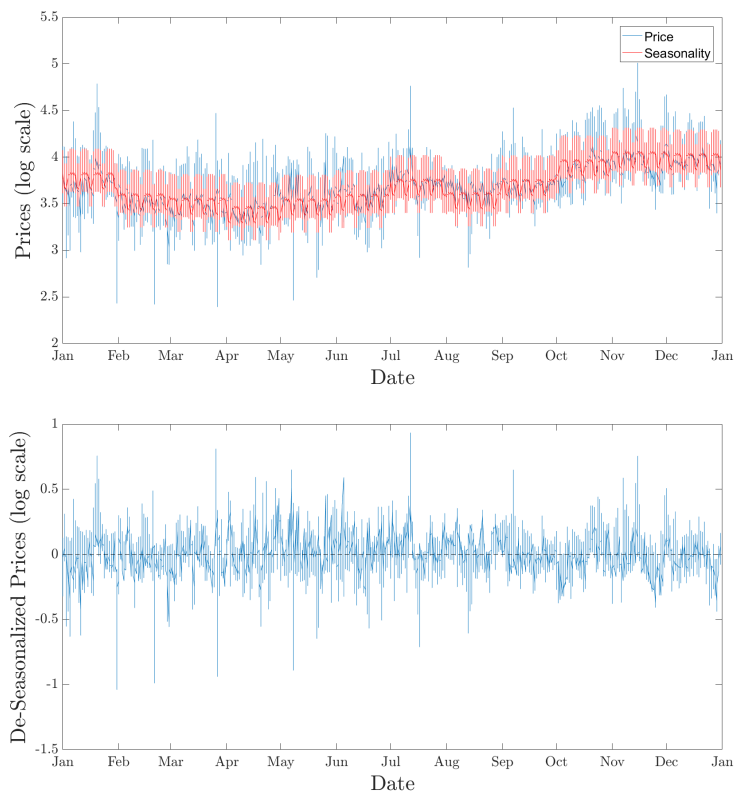 5.5
5
4.5
4
3.5
3
2.5
2
Prices (log scale)
Price
Seasonality
Jan Feb Mar Apr May Jun Jul Aug Sep Oct Nov Dec Jan
Date
1
0.5
0
-0.5
-1
-1.5
De-Seasonalized Prices (log scale)
Jan Feb Mar Apr May Jun Jul Aug Sep Oct Nov Dec Jan
Date